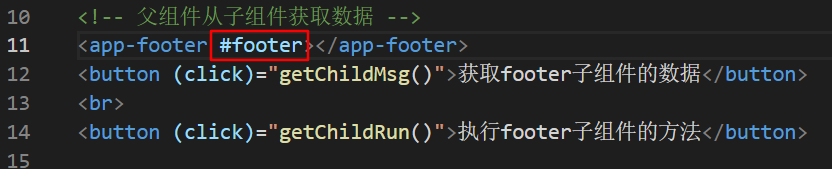 10 <!-- 父组件从子组件获取数据 -->
11 <app-footer #footer></app-footer>
12 <button (click)="getChildMsg()">获取footer子组件的数据</button>
13 <br>
14 <button (click)="getChildRun()">执行footer子组件的方法</button>
15